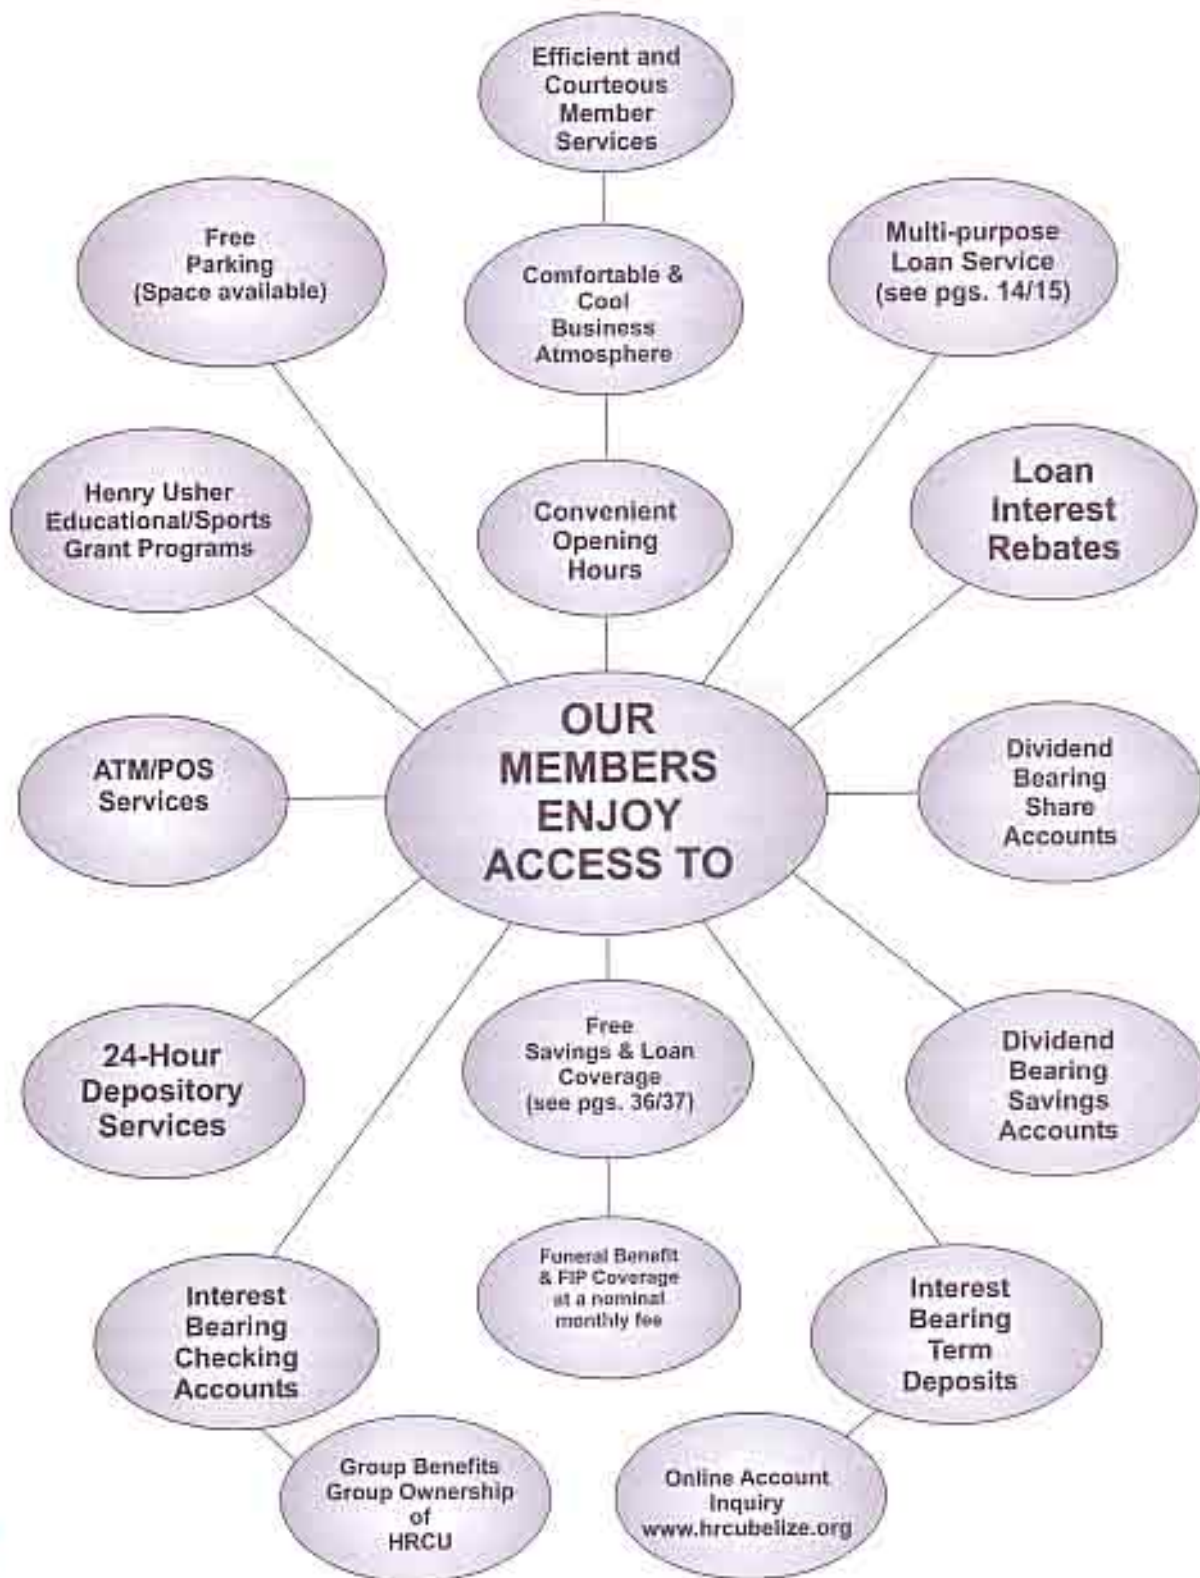 Efficient and
Courteous
Member
Services
Free
Parking
(Space available)
Comfortable &
Cool
Business
Atmosphere
Multi-purpose
Loan Service
(see pgs. 14/15)
Henry Usher
Educational/Sports
Grant Programs
Convenient
Opening
Hours
Loan
Interest
Rebates
OUR
MEMBERS
ENJOY
ACCESS TO
ATM/POS
Services
Dividend
Bearing
Share
Accounts
24-Hour
Depository
Services
Free
Savings & Loan
Coverage
(see pgs. 36/37)
Dividend
Bearing
Savings
Accounts
Interest
Bearing
Checking
Accounts
Funeral Benefit
& FIP Coverage
at a nominal
monthly fee
Interest
Bearing
Term
Deposits
Group Benefits
Group Ownership
of
HRCU
Online Account
Inquiry
www.hrcubelize.org